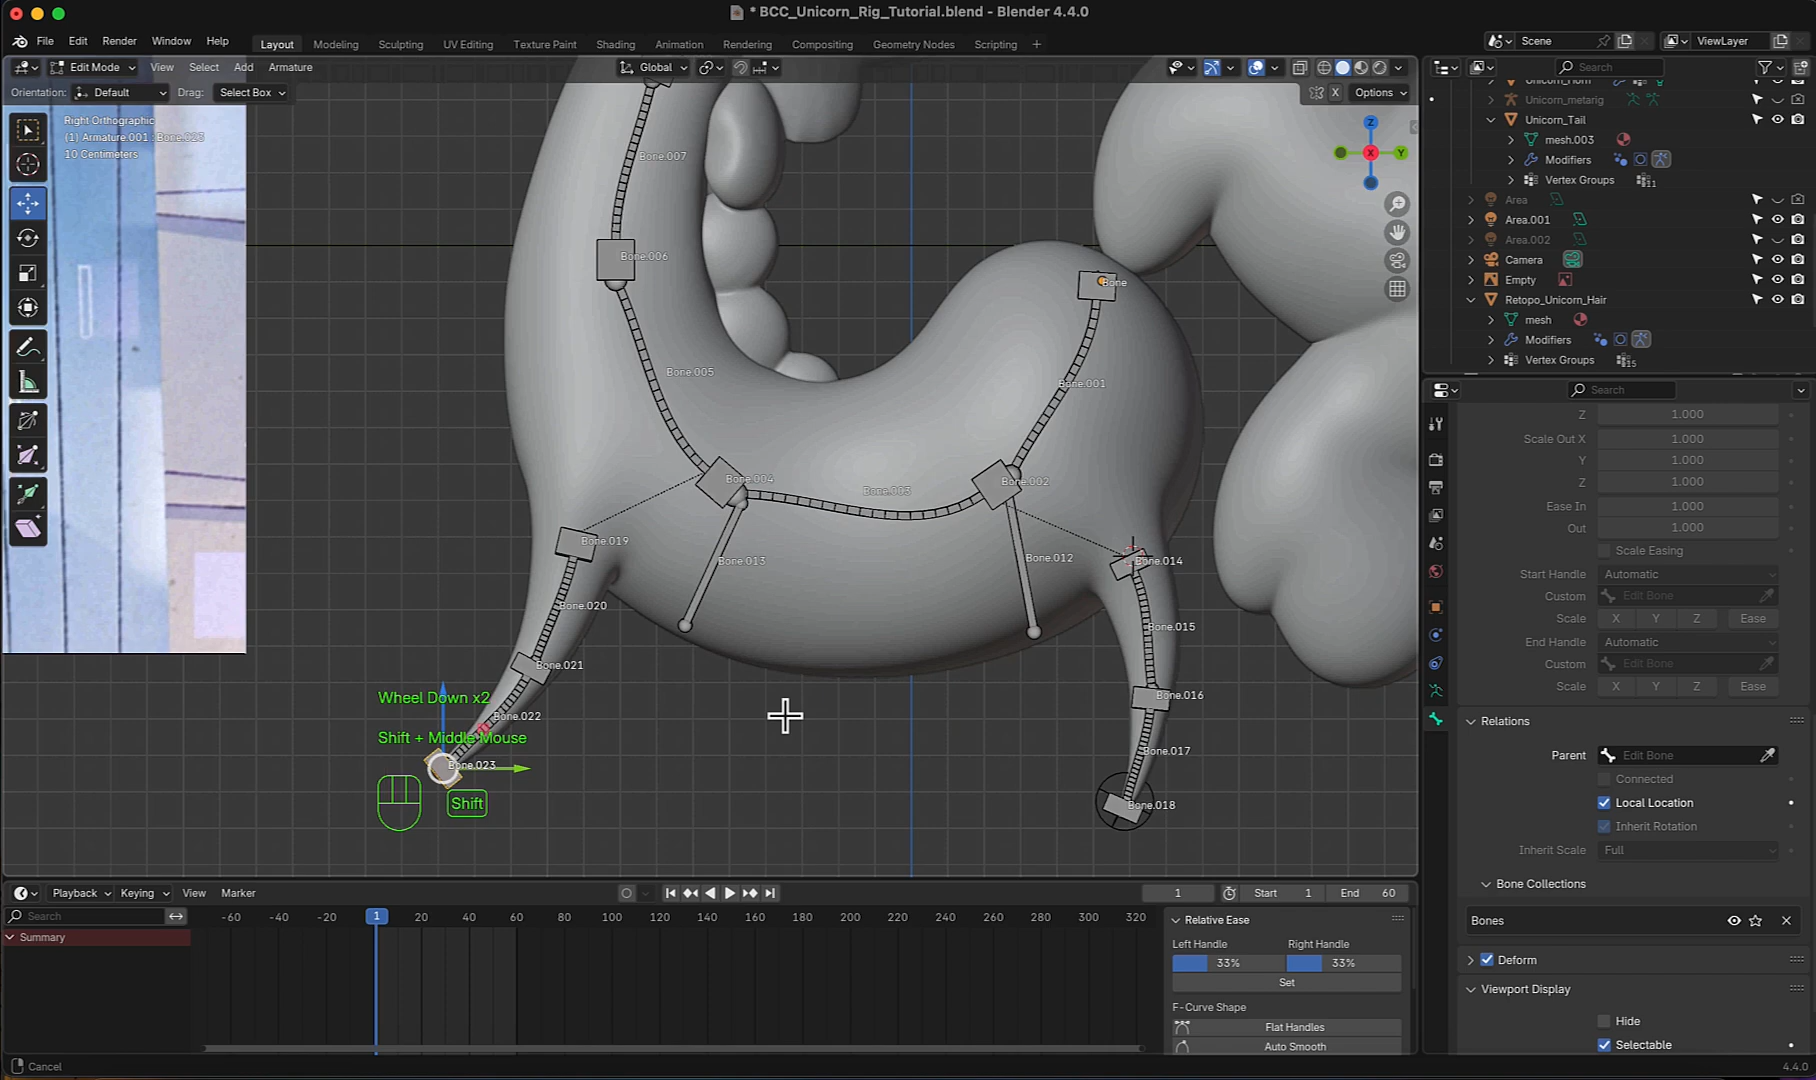 * BCC_Unicorn_Rig_Tutorial.blend - Blender 4.4.0
File Edit Render Window Help Layout Modeling Sculpting UV Editing Texture Paint Shading Animation Rendering Compositing Geometry Nodes Scripting + Scene ViewLayer
Edit Mode View Select Add Armature Global Search
Orientation: Default Drag: Select Box X Options
Right Orthographic
(1) Armature.001 : Bone.023
10 Centimeters
Unicorn_Horn
Unicorn_metarig
Unicorn_Tail
mesh.003
Modifiers
Vertex Groups 11
Area
Area.001
Area.002
Camera
Empty
Retopo_Unicorn_Hair
mesh
Modifiers
Vertex Groups 15
Z
X
Y
Bone.007
Bone.006
Bone
Bone.005
Bone.001
Bone.004
Bone.003
Bone.002
Bone.019
Bone.013
Bone.012
Bone.014
Bone.020
Bone.015
Bone.021
Bone.016
Bone.022
Bone.017
Bone.023
Bone.018
Wheel Down x2
Shift + Middle Mouse
Shift
Search
Z 1.000
Scale Out X 1.000
Y 1.000
Z 1.000
Ease In 1.000
Out 1.000
Scale Easing
Start Handle Automatic
Custom Edit Bone
Scale X Y Z Ease
End Handle Automatic
Custom Edit Bone
Scale X Y Z Ease
Relations
Parent Edit Bone
Connected
Local Location
Inherit Rotation
Inherit Scale Full
Bone Collections
Bones
Deform
Viewport Display
Hide
Selectable
Playback Keying View Marker 1 Start 1 End 60
Search -60 -40 -20 1 20 40 60 80 100 120 140 160 180 200 220 240 260 280 300 320
Summary
Relative Ease
Left Handle Right Handle
33% 33%
Set
F-Curve Shape
Flat Handles
Auto Smooth
Cancel 4.4.0